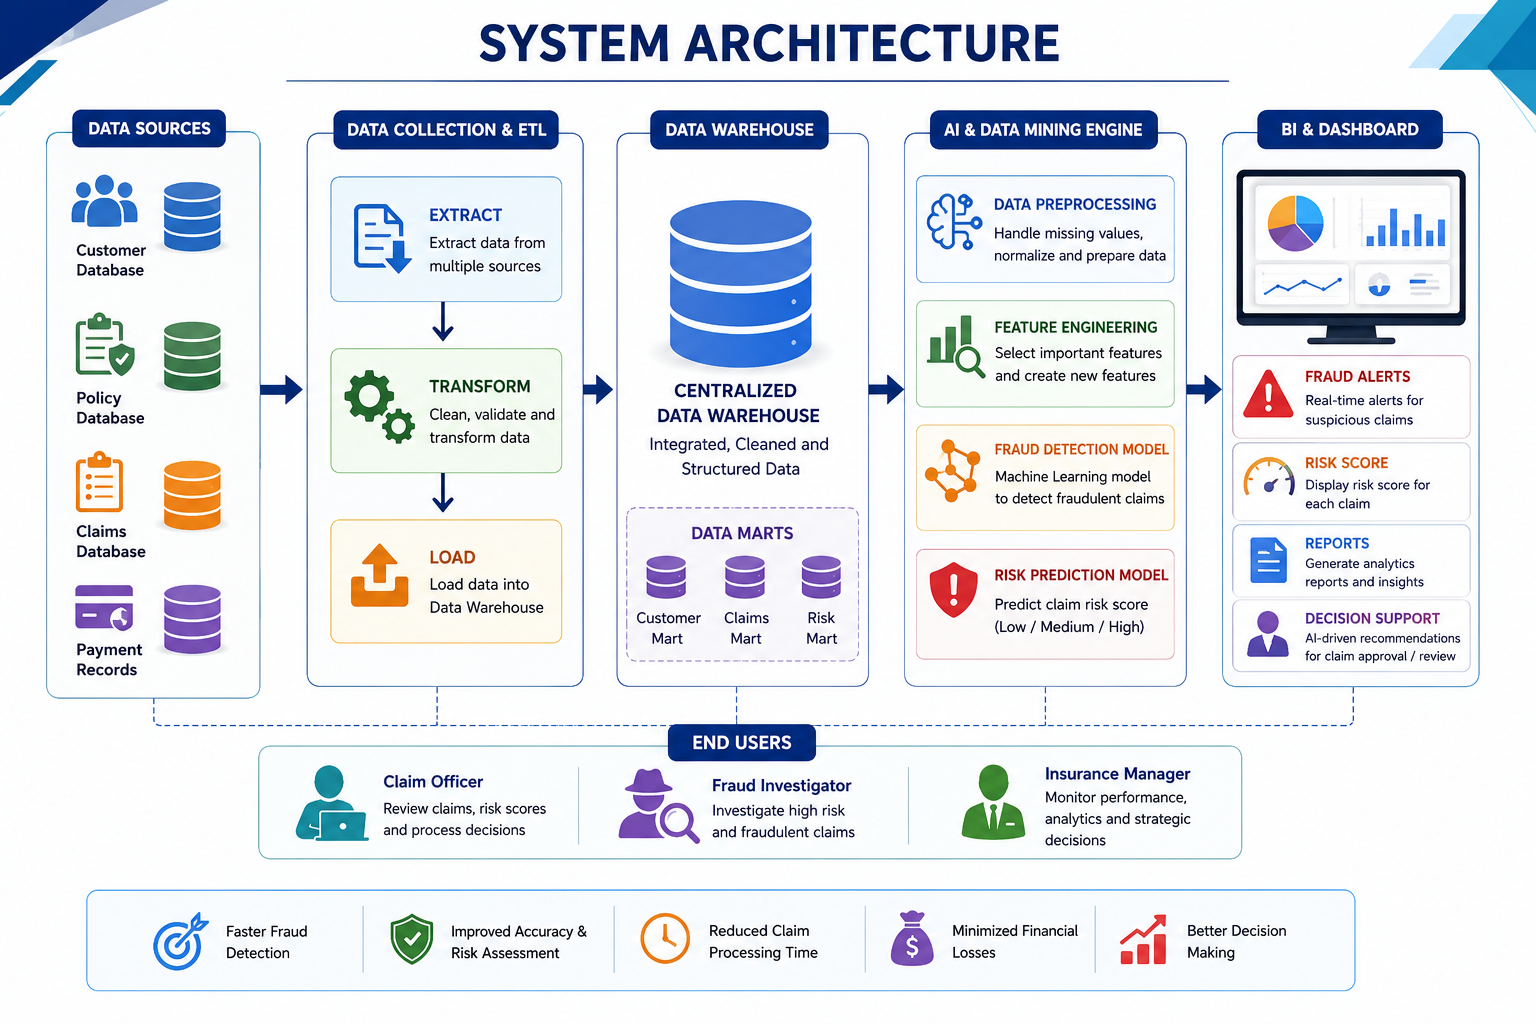 SYSTEM ARCHITECTURE
DATA SOURCES
Customer
Database
Policy
Database
Claims
Database
Payment
Records
DATA COLLECTION & ETL
EXTRACT
Extract data from
multiple sources
TRANSFORM
Clean, validate and
transform data
LOAD
Load data into
Data Warehouse
DATA WAREHOUSE
CENTRALIZED
DATA WAREHOUSE
Integrated, Cleaned and
Structured Data
DATA MARTS
Customer
Mart
Claims
Mart
Risk
Mart
AI & DATA MINING ENGINE
DATA PREPROCESSING
Handle missing values,
normalize and prepare data
FEATURE ENGINEERING
Select important features
and create new features
FRAUD DETECTION MODEL
Machine Learning model
to detect fraudulent claims
RISK PREDICTION MODEL
Predict claim risk score
(Low / Medium / High)
BI & DASHBOARD
FRAUD ALERTS
Real-time alerts for
suspicious claims
RISK SCORE
Display risk score for
each claim
REPORTS
Generate analytics
reports and insights
DECISION SUPPORT
AI-driven recommendations
for claim approval / review
END USERS
Claim Officer
Review claims, risk scores
and process decisions
Fraud Investigator
Investigate high risk
and fraudulent claims
Insurance Manager
Monitor performance,
analytics and strategic
decisions
Faster Fraud
Detection
Improved Accuracy &
Risk Assessment
Reduced Claim
Processing Time
$
Minimized Financial
Losses
Better Decision
Making